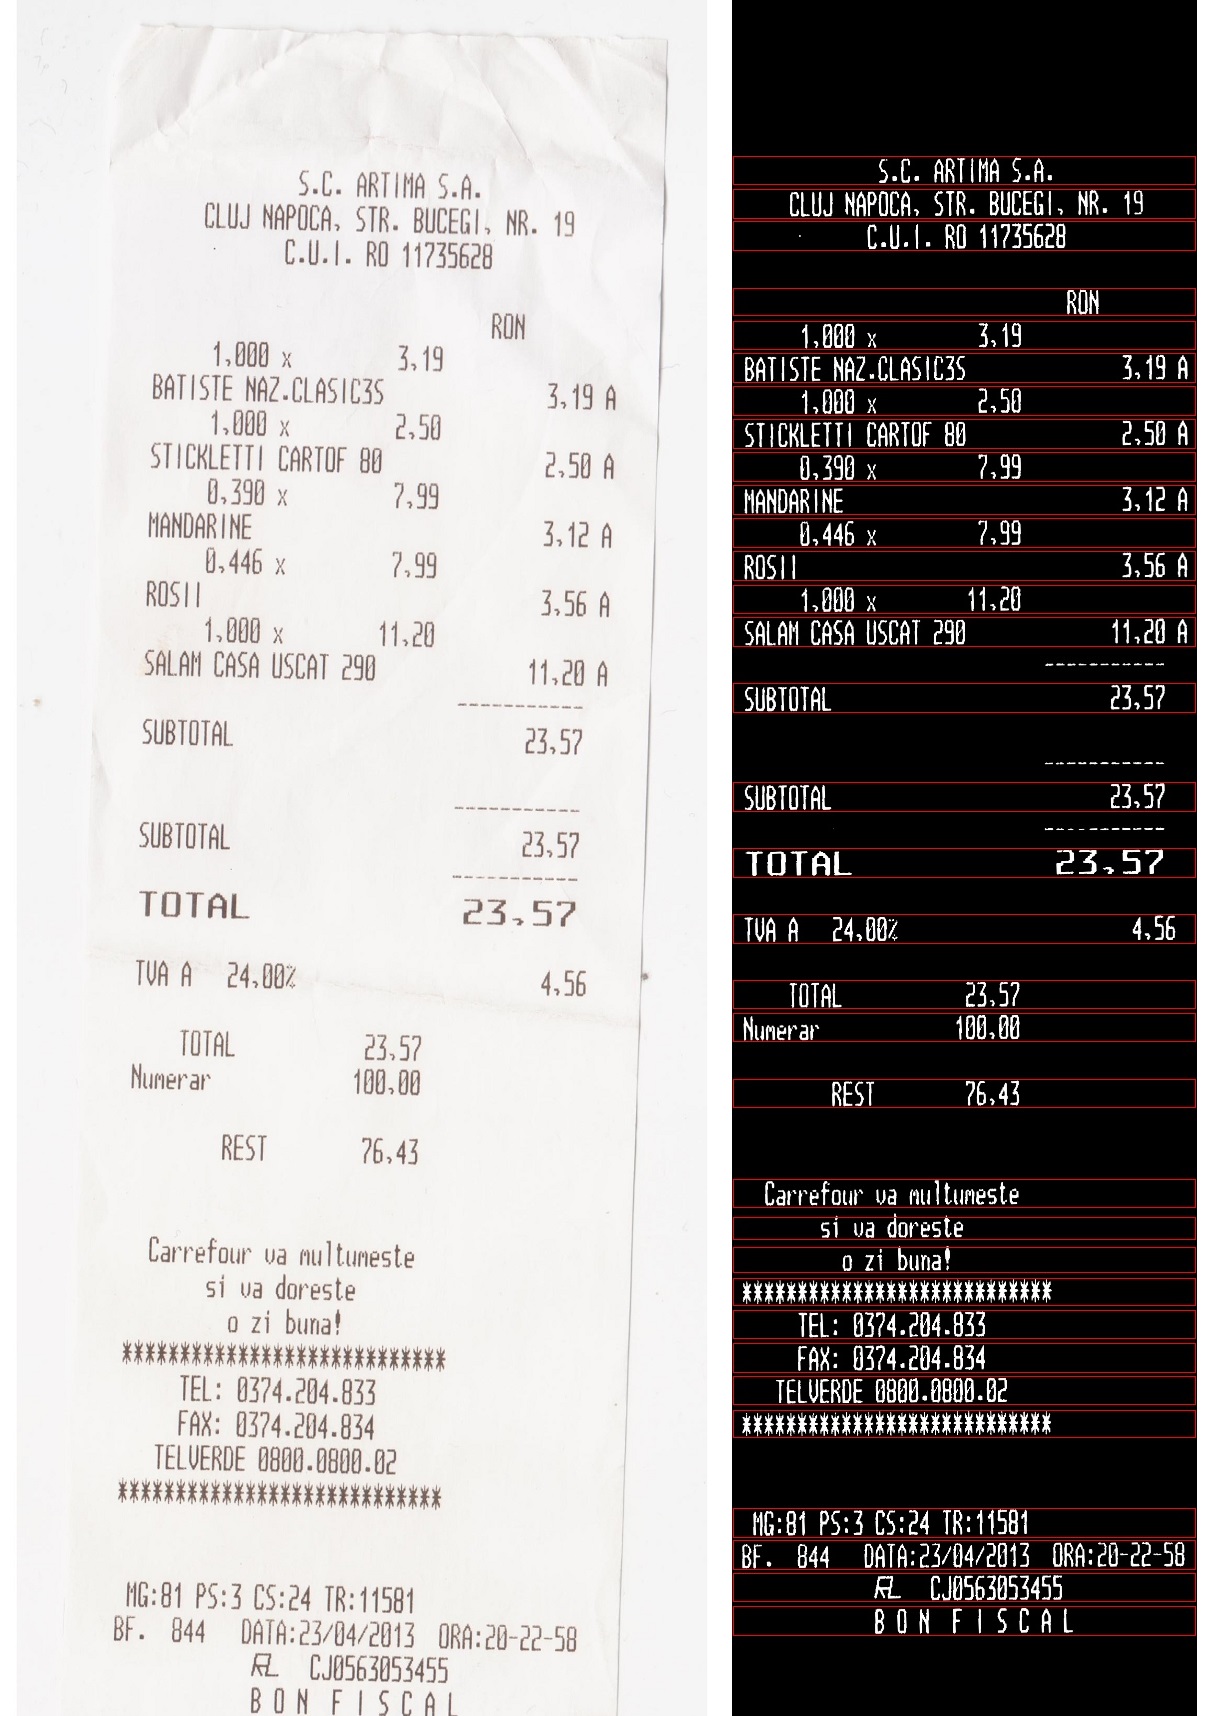 S.C. ARTIMA S.A.
CLUJ NAPOCA, STR. BUCEGI, NR. 19
C.U.I. RO 11735628
RON
1,000 x 3,19
BATISTE NAZ.CLASIC3S 3,19 A
1,000 x 2,50
STICKLETTI CARTOF 80 2,50 A
0,390 x 7,99
MANDARINE 3,12 A
0,446 x 7,99
ROSII 3,56 A
1,000 x 11,20
SALAM CASA USCAT 290 11,20 A
-----------
SUBTOTAL 23,57
-----------
SUBTOTAL 23,57
-----------
TOTAL 23,57
TVA A 24,00% 4,56
TOTAL 23,57
Numerar 100,00
REST 76,43
Carrefour va multumeste
si va doreste
o zi buna!
****************************
TEL: 0374.204.833
FAX: 0374.204.834
TELVERDE 0800.0800.02
****************************
MG:81 PS:3 CS:24 TR:11581
BF. 844 DATA:23/04/2013 ORA:20-22-58
CJ0563053455
BON FISCAL
S.C. ARTIMA S.A.
CLUJ NAPOCA, STR. BUCEGI, NR. 19
C.U.I. RO 11735628
RON
1,000 x 3,19
BATISTE NAZ.CLASIC3S 3,19 A
1,000 x 2,50
STICKLETTI CARTOF 80 2,50 A
0,390 x 7,99
MANDARINE 3,12 A
0,446 x 7,99
ROSII 3,56 A
1,000 x 11,20
SALAM CASA USCAT 290 11,20 A
-----------
SUBTOTAL 23,57
-----------
SUBTOTAL 23,57
-----------
TOTAL 23,57
TVA A 24,00% 4,56
TOTAL 23,57
Numerar 100,00
REST 76,43
Carrefour va multumeste
si va doreste
o zi buna!
****************************
TEL: 0374.204.833
FAX: 0374.204.834
TELVERDE 0800.0800.02
****************************
MG:81 PS:3 CS:24 TR:11581
BF. 844 DATA:23/04/2013 ORA:20-22-58
CJ0563053455
BON FISCAL